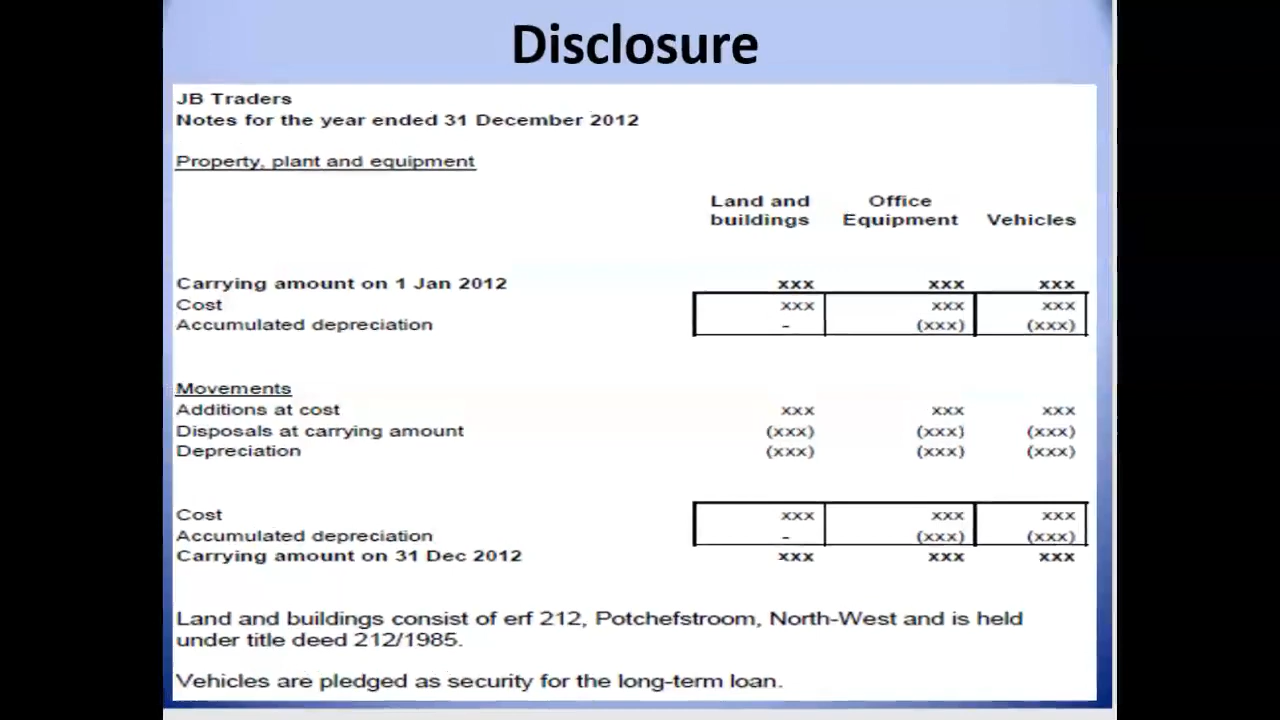 Disclosure
JB Traders
Notes for the year ended 31 December 2012
Property, plant and equipment
Land and buildings Office Equipment Vehicles
Carrying amount on 1 Jan 2012 xxx xxx xxx
Cost xxx xxx xxx
Accumulated depreciation - (xxx) (xxx)
Movements
Additions at cost xxx xxx xxx
Disposals at carrying amount (xxx) (xxx) (xxx)
Depreciation (xxx) (xxx) (xxx)
Cost xxx xxx xxx
Accumulated depreciation - (xxx) (xxx)
Carrying amount on 31 Dec 2012 xxx xxx xxx
Land and buildings consist of erf 212, Potchefstroom, North-West and is held
under title deed 212/1985.
Vehicles are pledged as security for the long-term loan.